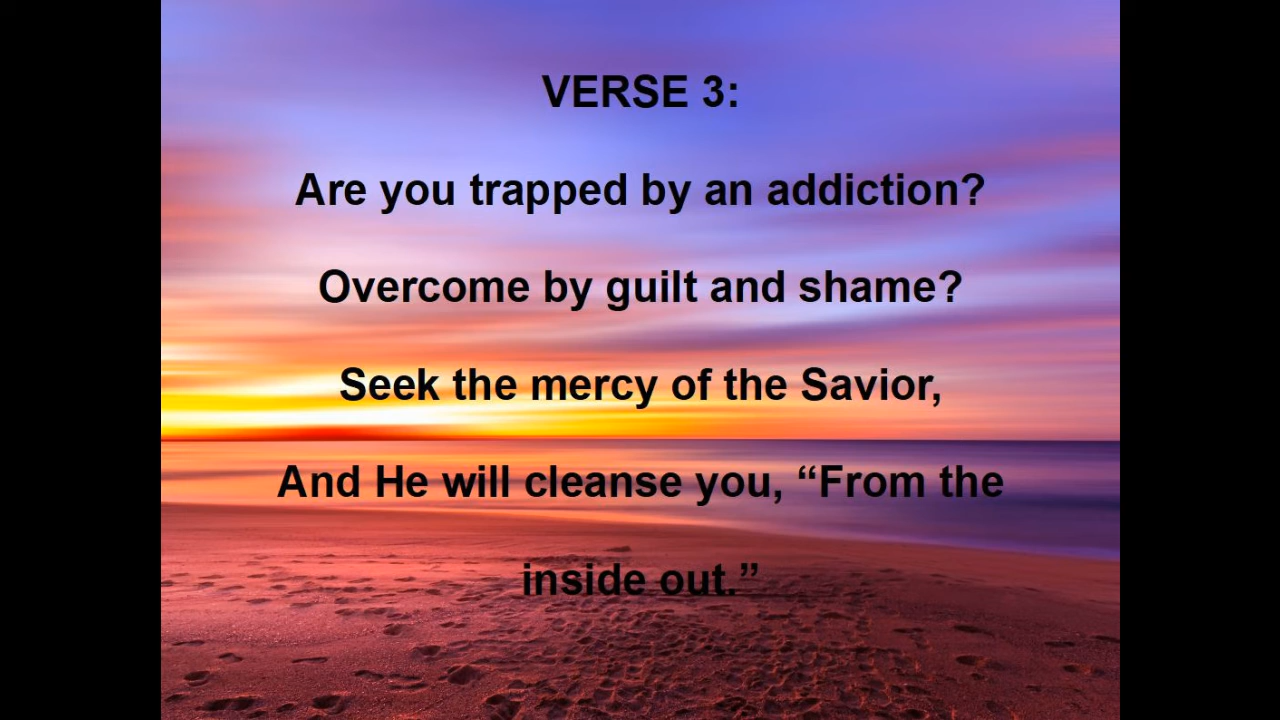 VERSE 3:
Are you trapped by an addiction?
Overcome by guilt and shame?
Seek the mercy of the Savior,
And He will cleanse you, “From the
inside out.”